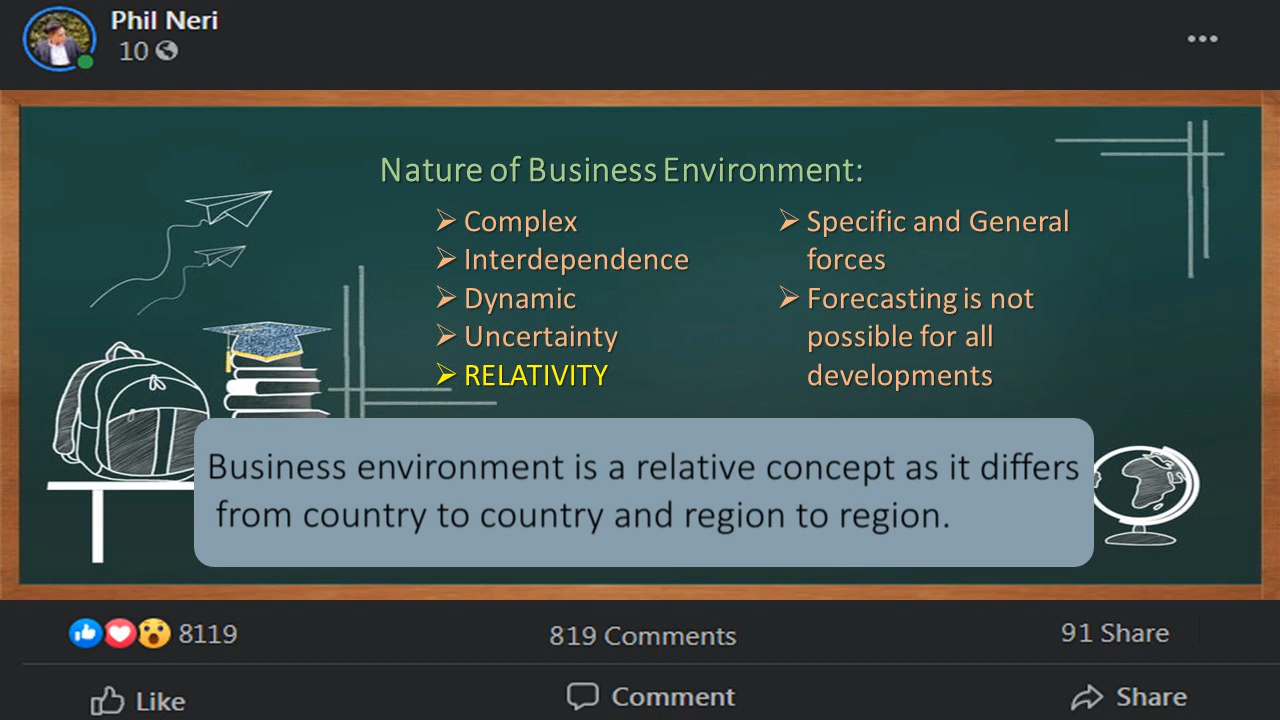 Phil Neri
10
Nature of Business Environment:
Complex
Interdependence
Dynamic
Uncertainty
RELATIVITY
Specific and General
forces
Forecasting is not
possible for all
developments
Business environment is a relative concept as it differs
from country to country and region to region.
8119
819 Comments
91 Share
Like
Comment
Share